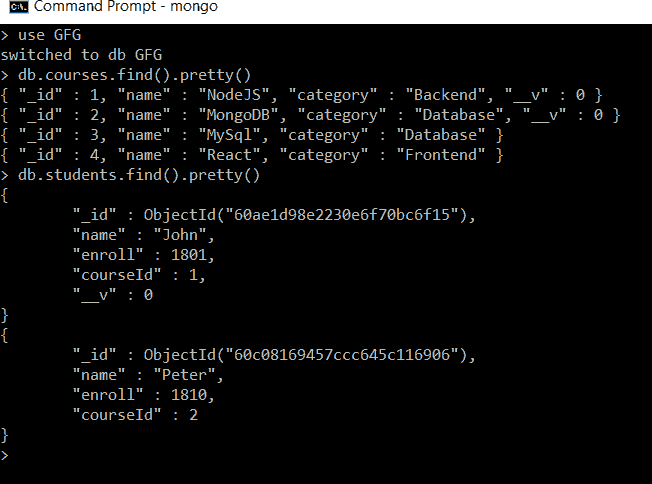 C:\. Command Prompt - mongo
> use GFG
switched to db GFG
> db.courses.find().pretty()
{ "_id" : 1, "name" : "NodeJS", "category" : "Backend", "__v" : 0 }
{ "_id" : 2, "name" : "MongoDB", "category" : "Database", "__v" : 0 }
{ "_id" : 3, "name" : "MySql", "category" : "Database" }
{ "_id" : 4, "name" : "React", "category" : "Frontend" }
> db.students.find().pretty()
{
        "_id" : ObjectId("60ae1d98e2230e6f70bc6f15"),
        "name" : "John",
        "enroll" : 1801,
        "courseId" : 1,
        "__v" : 0
}
{
        "_id" : ObjectId("60c08169457ccc645c116906"),
        "name" : "Peter",
        "enroll" : 1810,
        "courseId" : 2
}
>